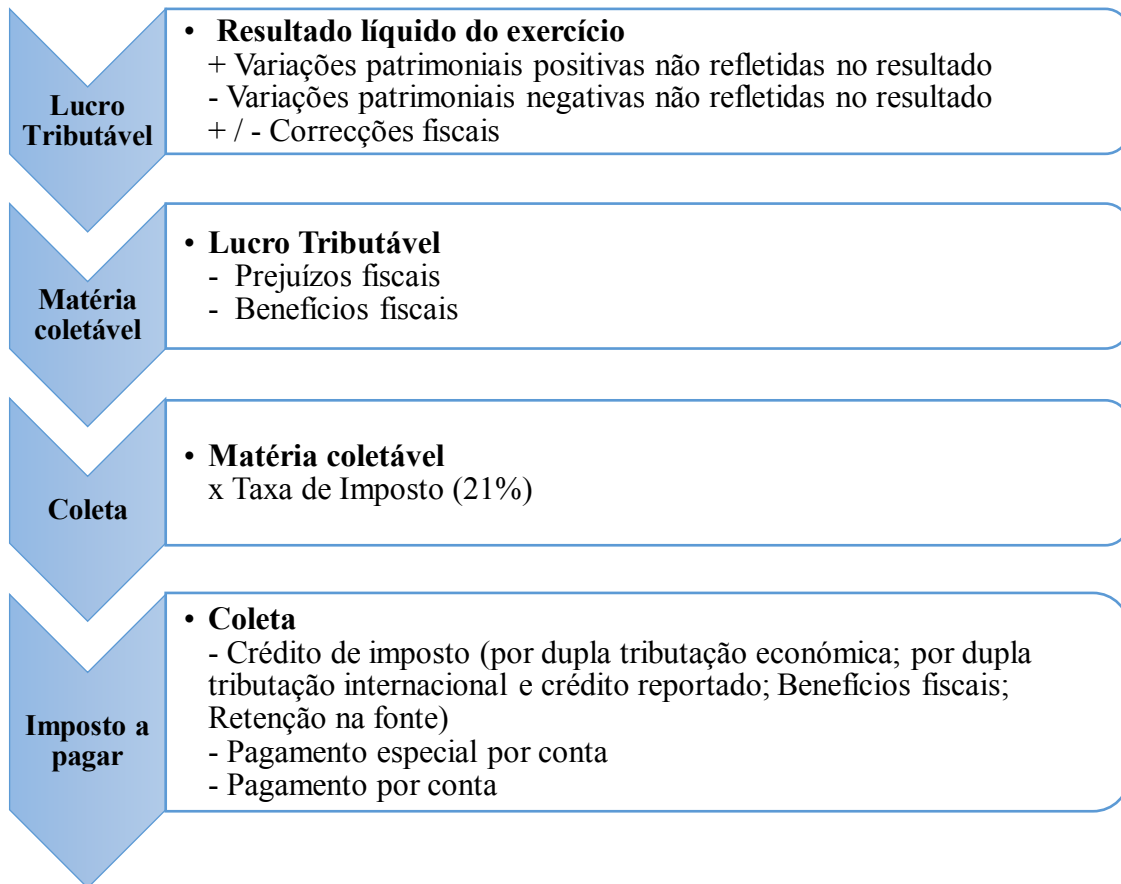 Lucro
Tributável
• Resultado líquido do exercício
+ Variações patrimoniais positivas não refletidas no resultado
- Variações patrimoniais negativas não refletidas no resultado
+ / - Correcções fiscais
Matéria
coletável
• Lucro Tributável
- Prejuízos fiscais
- Benefícios fiscais
Coleta
• Matéria coletável
x Taxa de Imposto (21%)
Imposto a
pagar
• Coleta
- Crédito de imposto (por dupla tributação económica; por dupla
tributação internacional e crédito reportado; Benefícios fiscais;
Retenção na fonte)
- Pagamento especial por conta
- Pagamento por conta